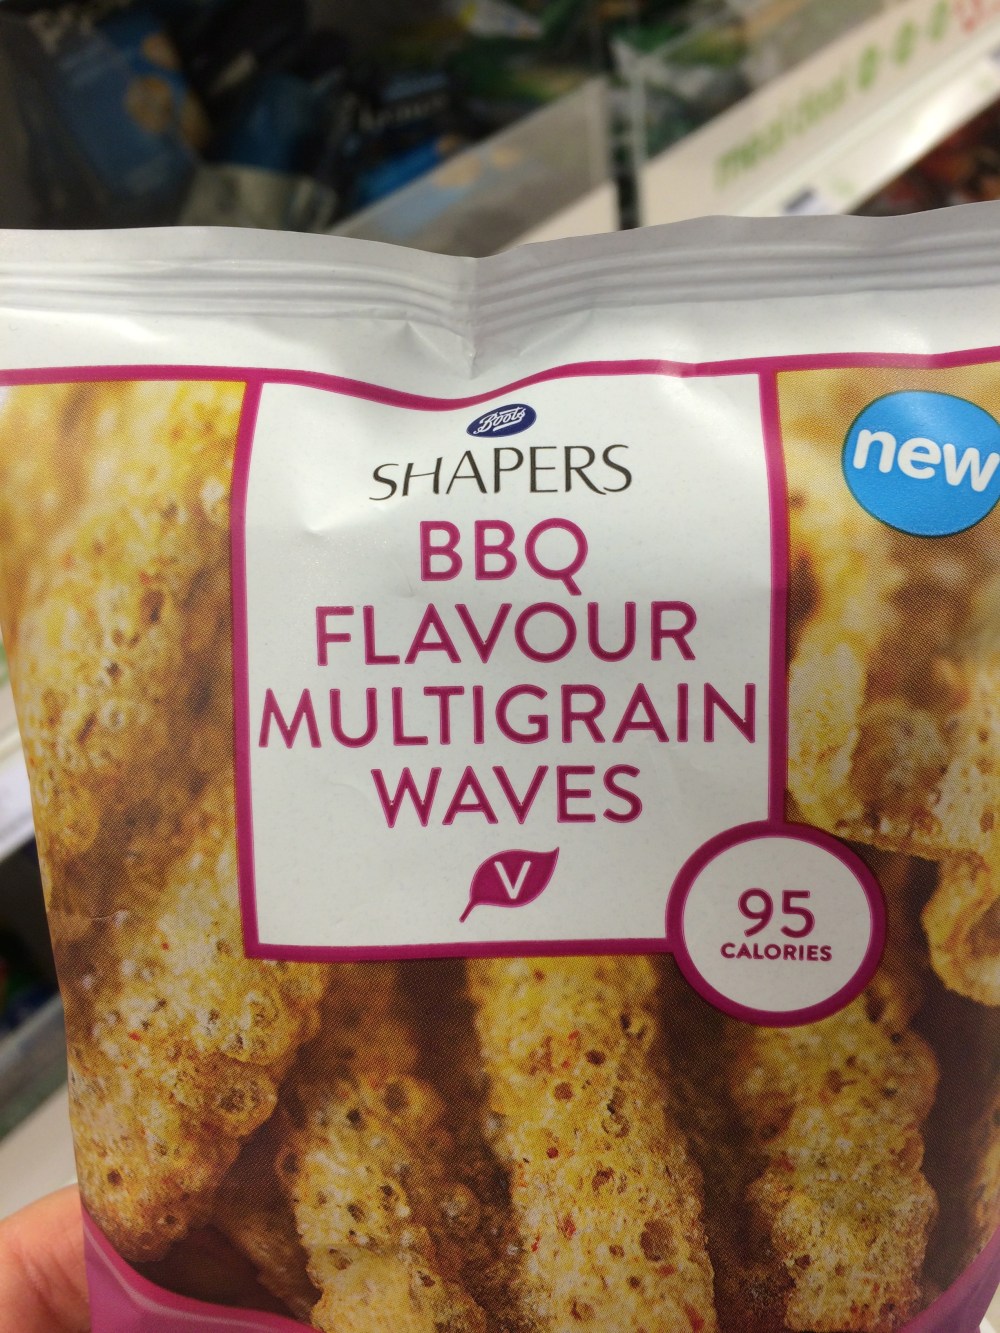 Boots
SHAPERS
BBQ
FLAVOUR
MULTIGRAIN
WAVES
V
new
95
CALORIES